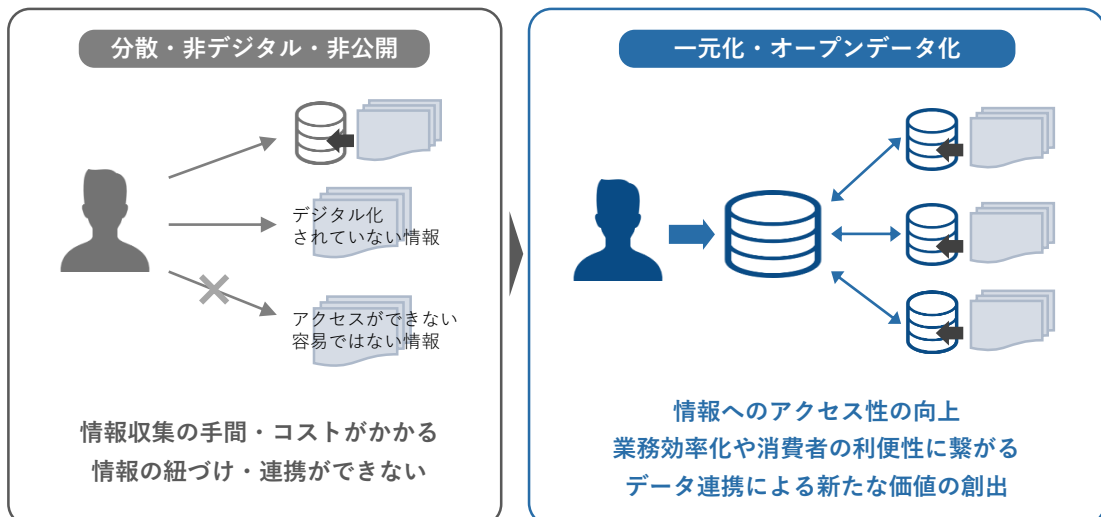 分散・非デジタル・非公開
デジタル化
されていない情報
アクセスができない
容易ではない情報
情報収集の手間・コストがかかる
情報の紐づけ・連携ができない
一元化・オープンデータ化
情報へのアクセス性の向上
業務効率化や消費者の利便性に繋がる
データ連携による新たな価値の創出